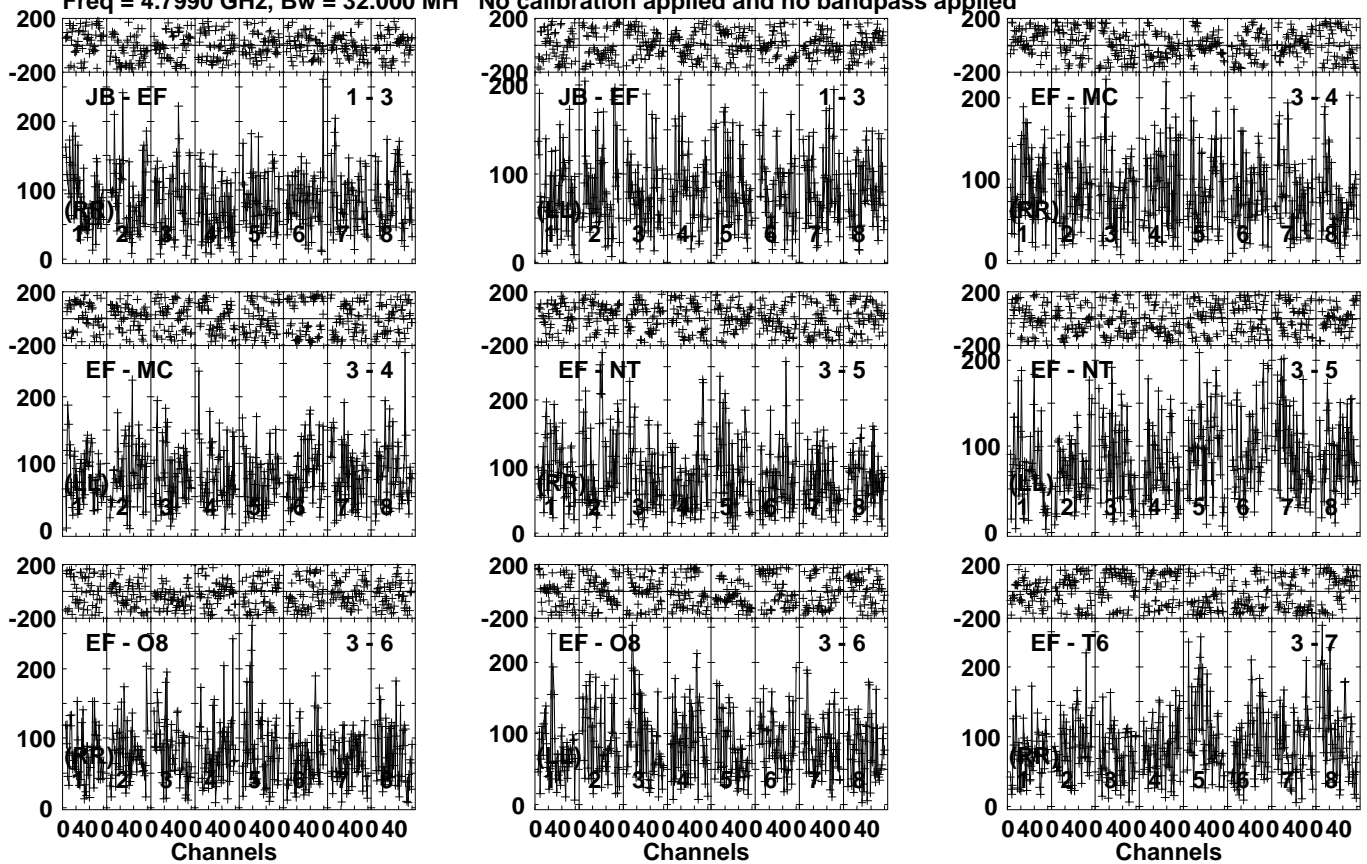 Freq = 4.7990 GHz, Bw = 32.000 MH No calibration applied and no bandpass applied
200 200 200
-200 -200 -200
JB - EF 1 - 3 JB - EF 1 - 3 EF - MC 3 - 4
200 200 200
100 100 100
(RR) (LL) (RR)
1 2 3 4 5 6 7 8 1 2 3 4 5 6 7 8 1 2 3 4 5 6 7 8
0 0 0
200 200 200
-200 -200 -200
EF - MC 3 - 4 EF - NT 3 - 5 EF - NT 3 - 5
200 200 200
100 100 100
(LL) (RR) (LL)
1 2 3 4 5 6 7 8 1 2 3 4 5 6 7 8 1 2 3 4 5 6 7 8
0 0 0
200 200 200
-200 -200 -200
EF - O8 3 - 6 EF - O8 3 - 6 EF - T6 3 - 7
200 200 200
100 100 100
(RR) (LL) (RR)
1 2 3 4 5 6 7 8 1 2 3 4 5 6 7 8 1 2 3 4 5 6 7 8
0 0 0
0 40 0 40 0 40 0 40 0 40 0 40 0 40 0 40 0 40 0 40 0 40 0 40 0 40 0 40 0 40 0 40 0 40 0 40 0 40 0 40 0 40 0 40 0 40 0 40
Channels Channels Channels